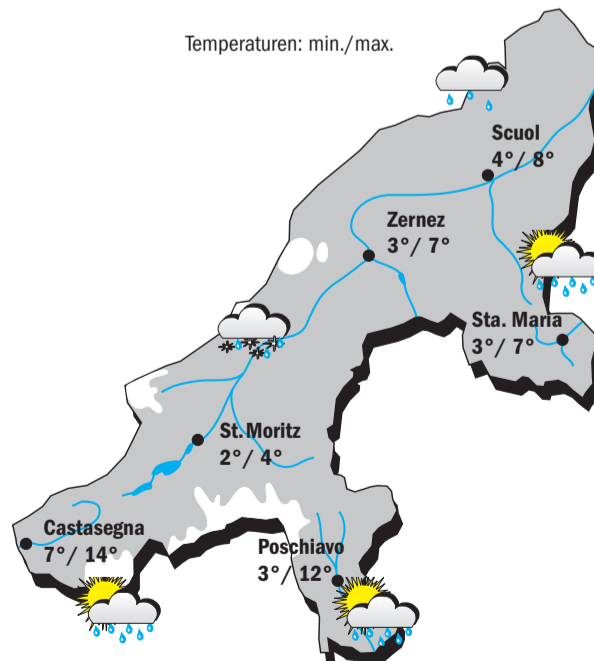 Temperaturen: min./max.
Scuol
4°/ 8°
Zernez
3°/ 7°
Sta. Maria
3°/ 7°
St. Moritz
2°/ 4°
Castasegna
7°/ 14°
Poschiavo
3°/ 12°